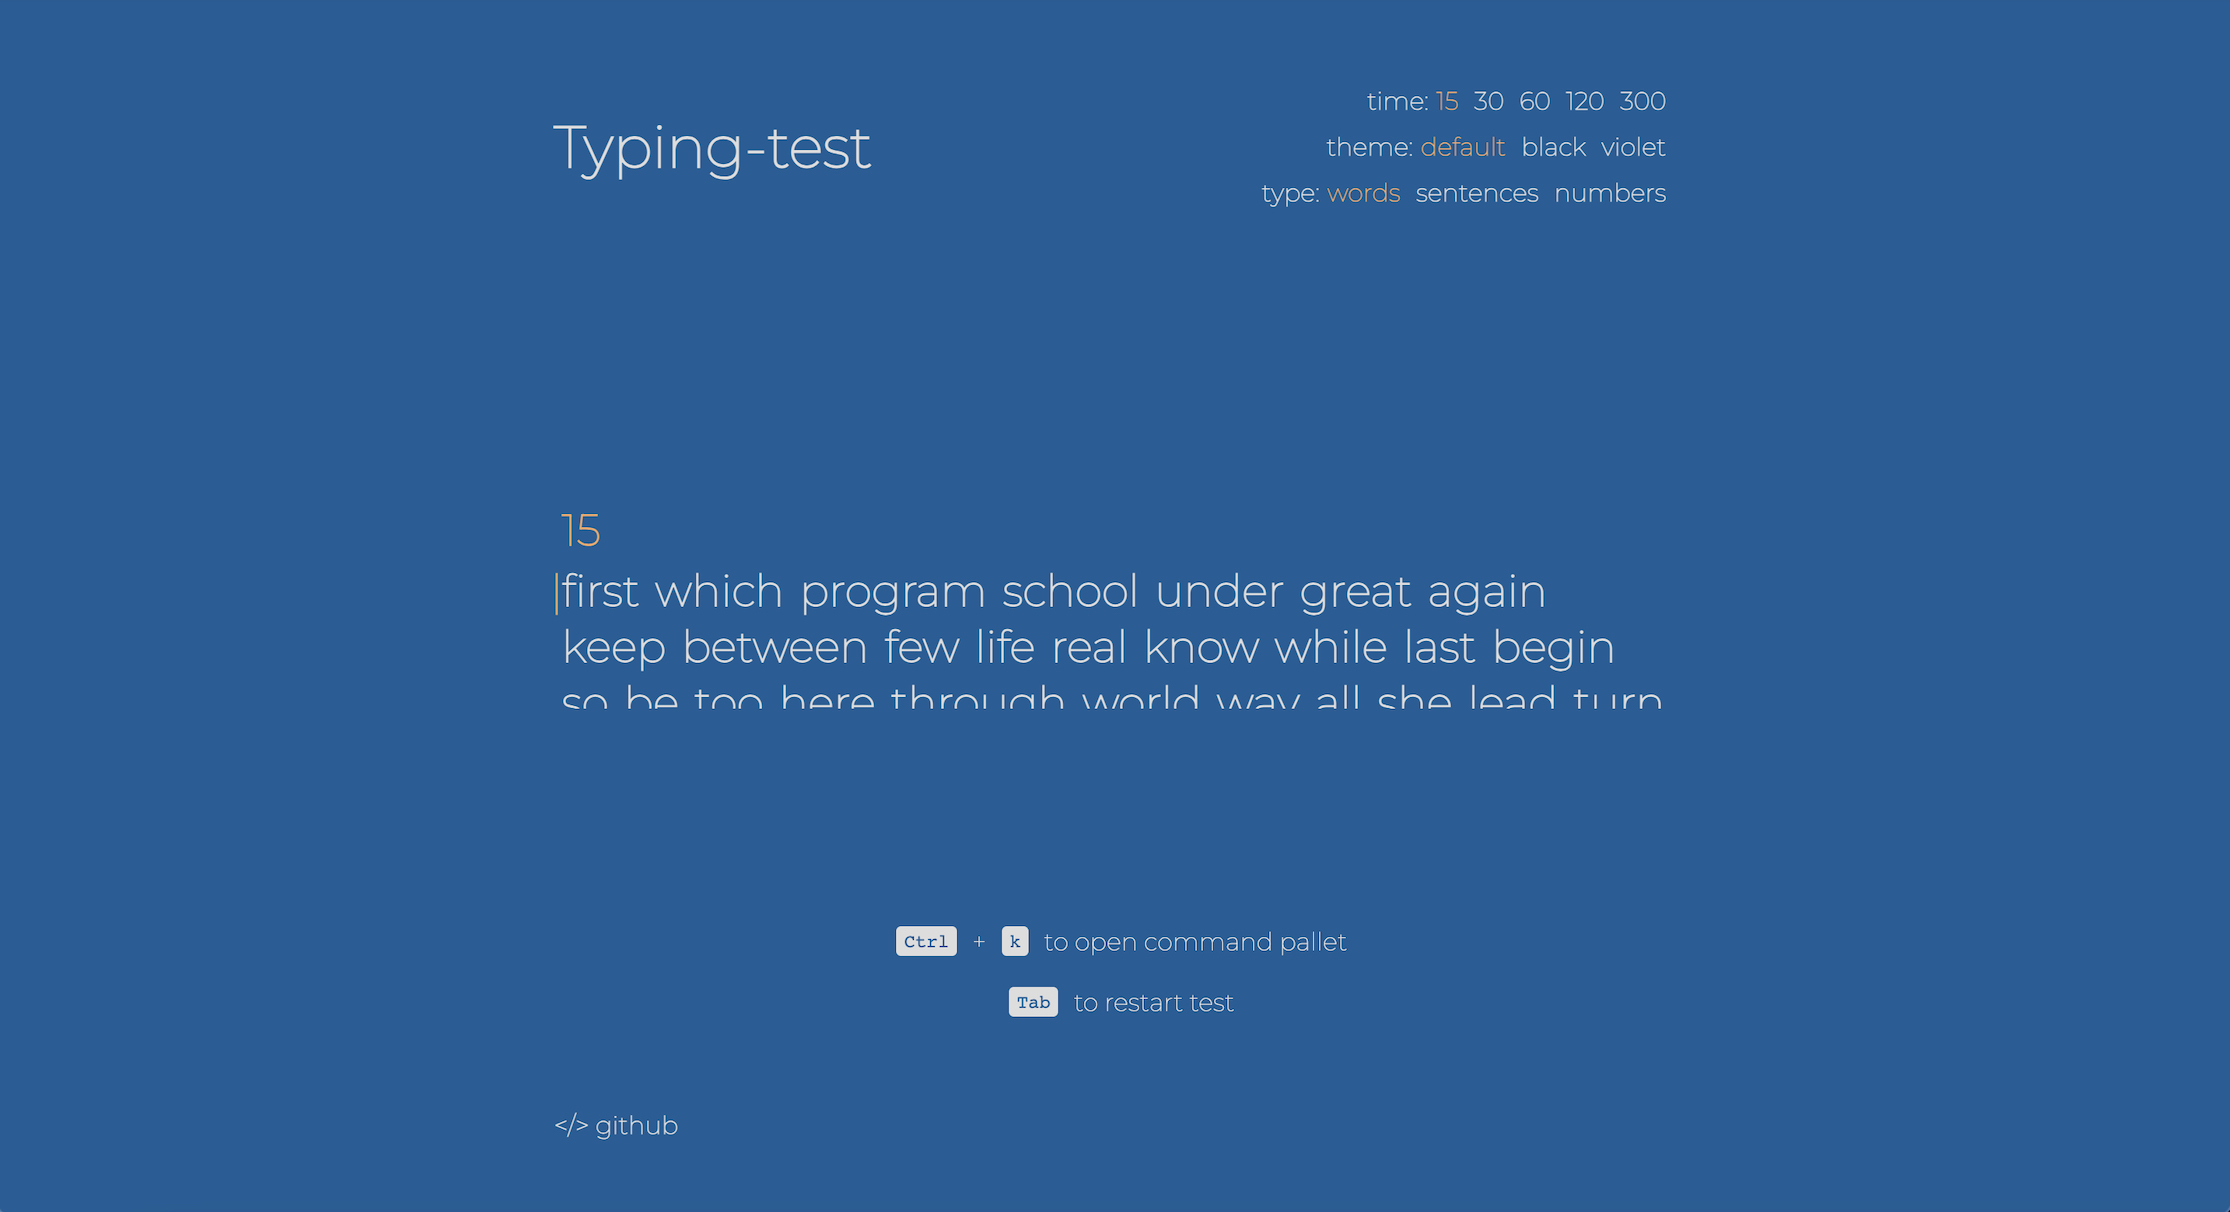 Typing-test
time: 15 30 60 120 300
theme: default black violet
type: words sentences numbers
15
first which program school under great again
keep between few life real know while last begin
so be too here through world way all she lead turn
Ctrl + k to open command pallet
Tab to restart test
</> github